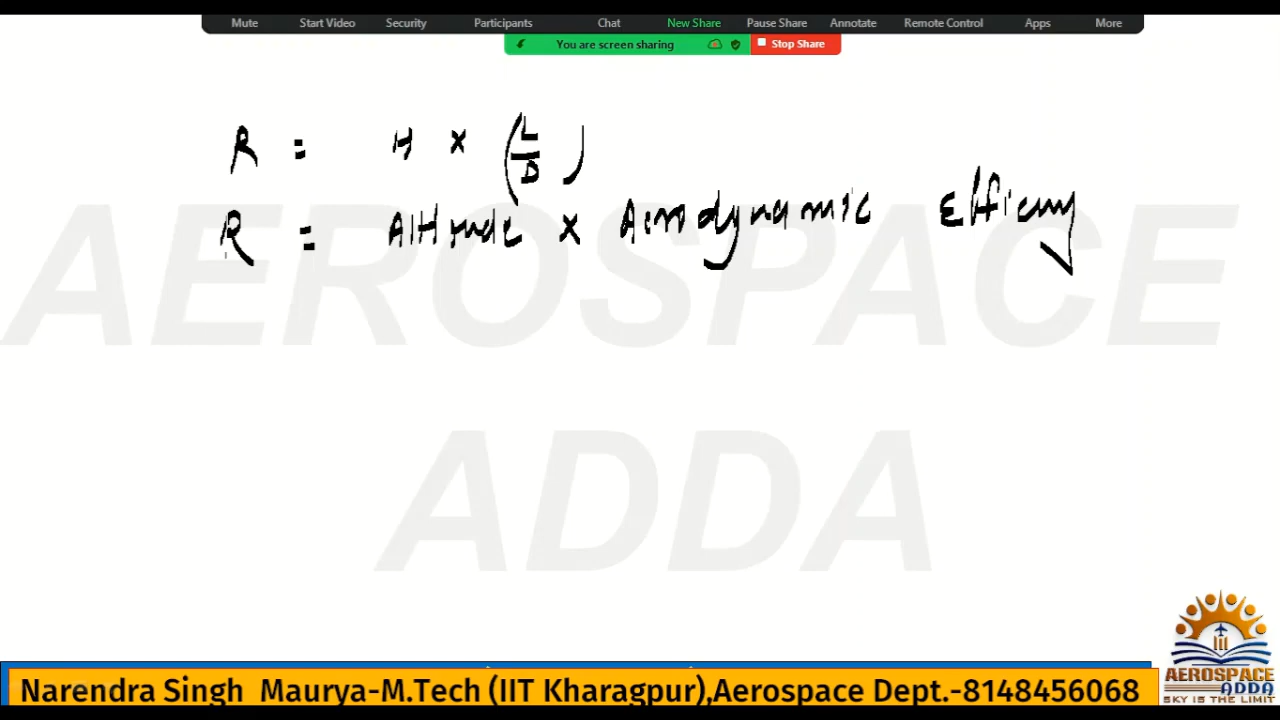 Mute Start Video Security Participants Chat New Share Pause Share Annotate Remote Control Apps More
You are screen sharing Stop Share
R = H × (L/D)
R = Altitude × Aerodynamic Efficiency
AEROSPACE
ADDA
Narendra Singh Maurya-M.Tech (IIT Kharagpur),Aerospace Dept.-8148456068
AEROSPACE
ADDA
SKY IS THE LIMIT